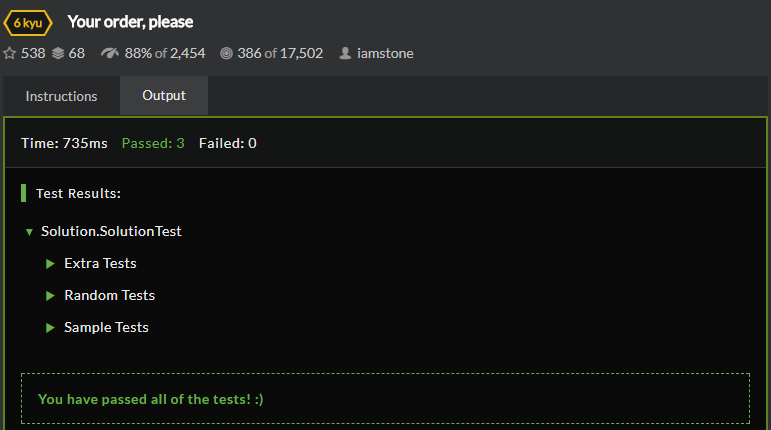 6 kyu Your order, please
538 68 88% of 2,454 386 of 17,502 iamstone
Instructions Output
Time: 735ms Passed: 3 Failed: 0
Test Results:
Solution.SolutionTest
Extra Tests
Random Tests
Sample Tests
You have passed all of the tests! :)